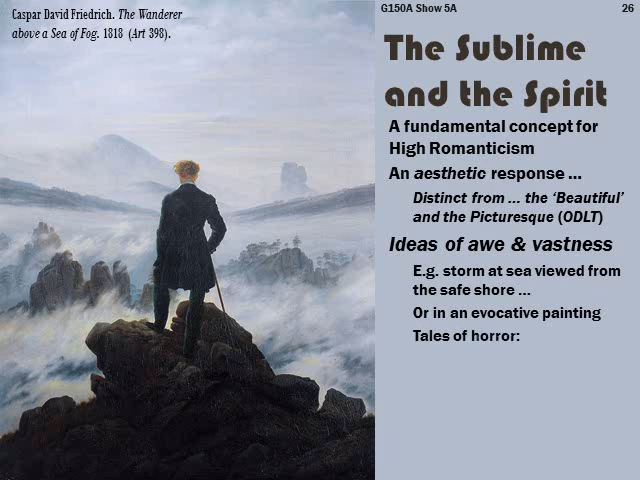 Caspar David Friedrich. The Wanderer
above a Sea of Fog. 1818 (Art 398).
G150A Show 5A
26
The Sublime
and the Spirit
A fundamental concept for
High Romanticism
An aesthetic response ...
Distinct from ... the ‘Beautiful’
and the Picturesque (ODLT)
Ideas of awe & vastness
E.g. storm at sea viewed from
the safe shore ...
Or in an evocative painting
Tales of horror: